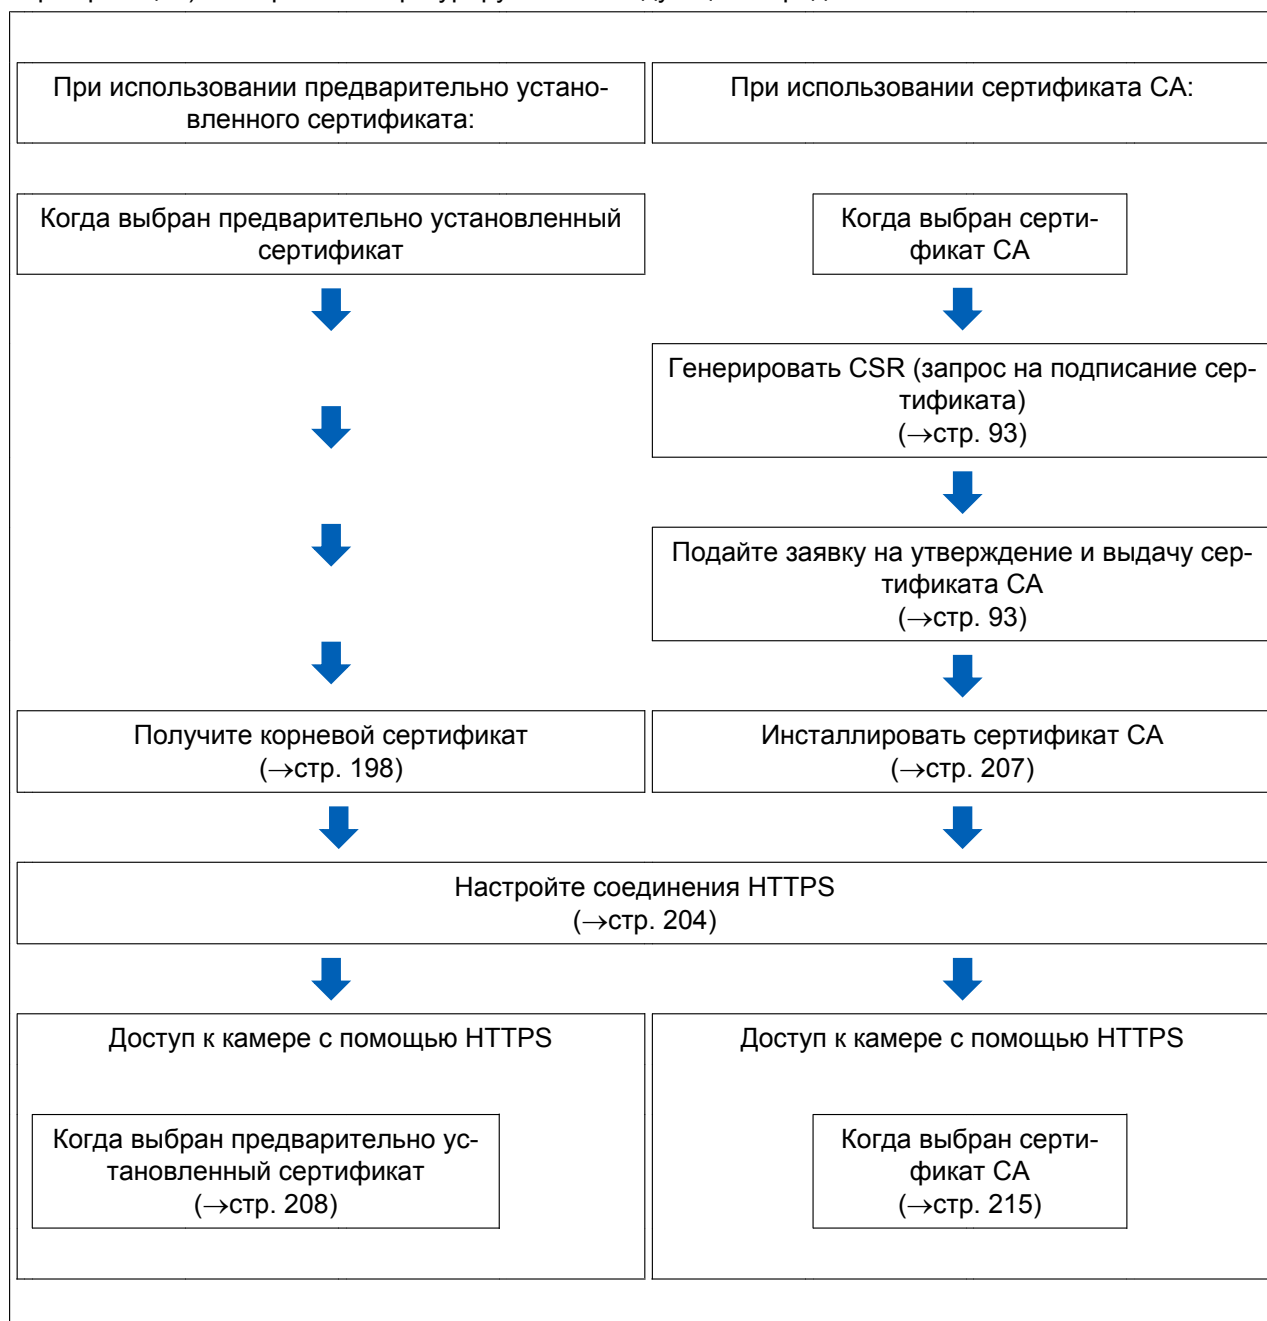 При использовании предварительно уста-
новленного сертификата:
При использовании сертификата CA:
Когда выбран предварительно установленный
сертификат
Когда выбран серти-
фикат CA
Генерировать CSR (запрос на подписание сер-
тификата)
(→стр. 93)
Подайте заявку на утверждение и выдачу сер-
тификата CA
(→стр. 93)
Получите корневой сертификат
(→стр. 198)
Инсталлировать сертификат CA
(→стр. 207)
Настройте соединения HTTPS
(→стр. 204)
Доступ к камере с помощью HTTPS
Доступ к камере с помощью HTTPS
Когда выбран предварительно ус-
тановленный сертификат
(→стр. 208)
Когда выбран серти-
фикат CA
(→стр. 215)